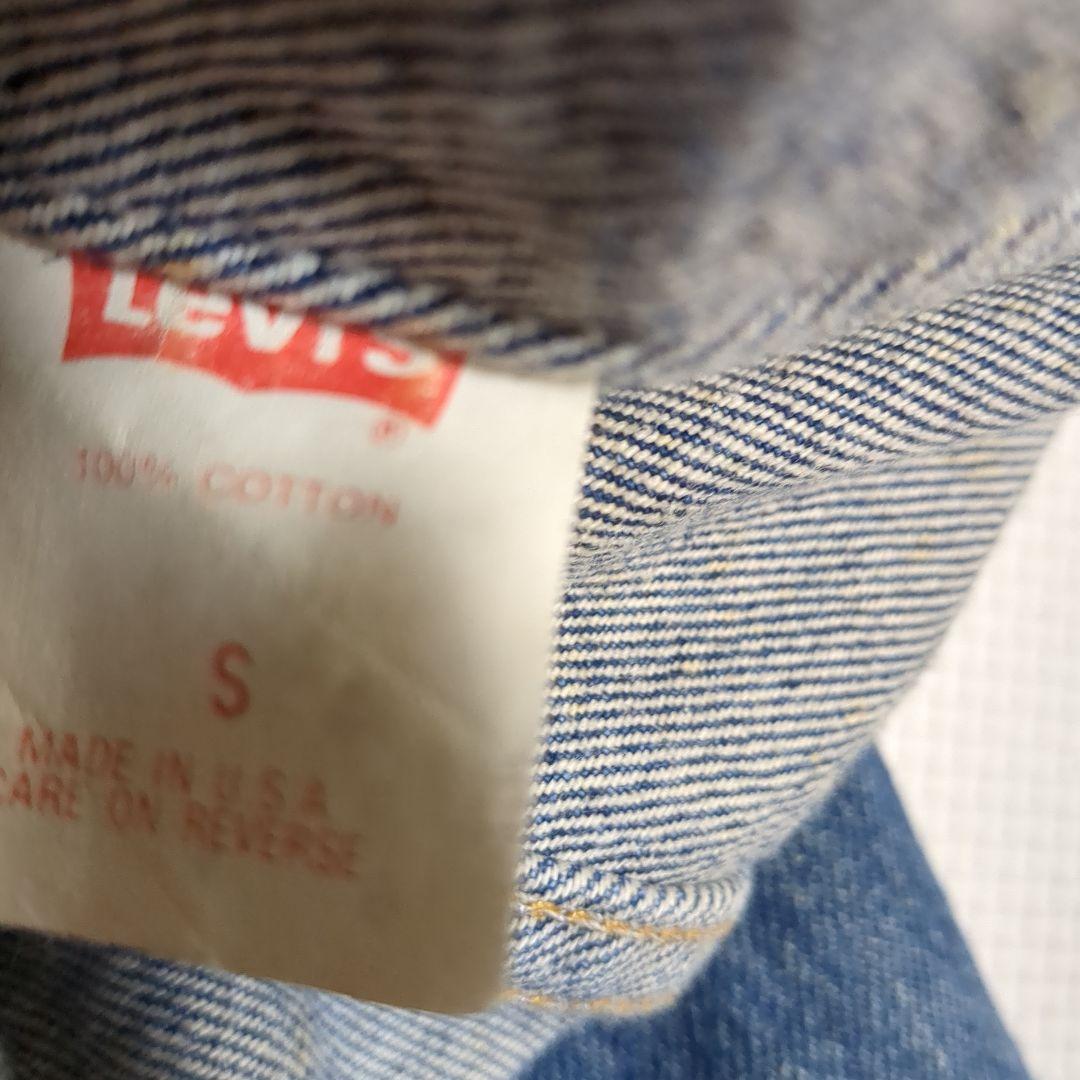 Levi's
®
100% COTTON
S
MADE IN U.S.A
CARE ON REVERSE